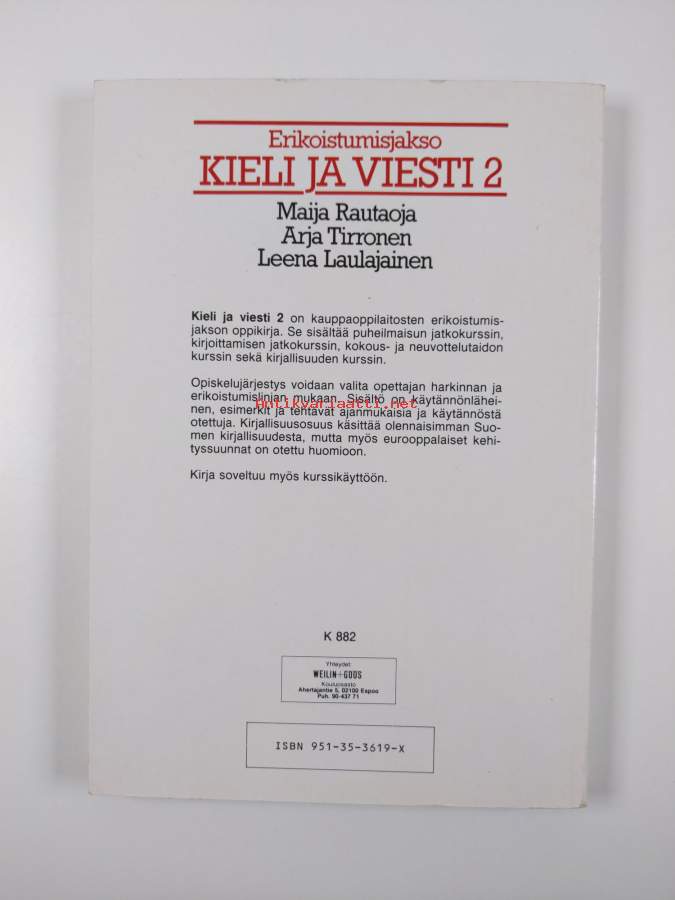 Erikoistumisjakso
KIELI JA VIESTI 2
Maija Rautaoja
Arja Tirronen
Leena Laulajainen
Kieli ja viesti 2 on kauppaoppilaitosten erikoistumis-
jakson oppikirja. Se sisältää puheilmaisun jatkokurssin,
kirjoittamisen jatkokurssin, kokous- ja neuvottelutaidon
kurssin sekä kirjallisuuden kurssin.
Opiskelujärjestys voidaan valita opettajan harkinnan ja
erikoistumislinjan mukaan. Sisältö on käytännönlähei-
antikvariaatti.net
nen, esimerkit ja tehtävät ajanmukaisia ja käytännöstä
otettuja. Kirjallisuusosuus käsittää olennaisimman Suo-
men kirjallisuudesta, mutta myös eurooppalaiset kehi-
tyssuunnat on otettu huomioon.
Kirja soveltuu myös kurssikäyttöön.
K 882
Yhteydet:
WEILIN+GÖÖS
Kouluosasto
Ahertajantie 5, 02100 Espoo
Puh. 90-437 71
ISBN 951-35-3619-X